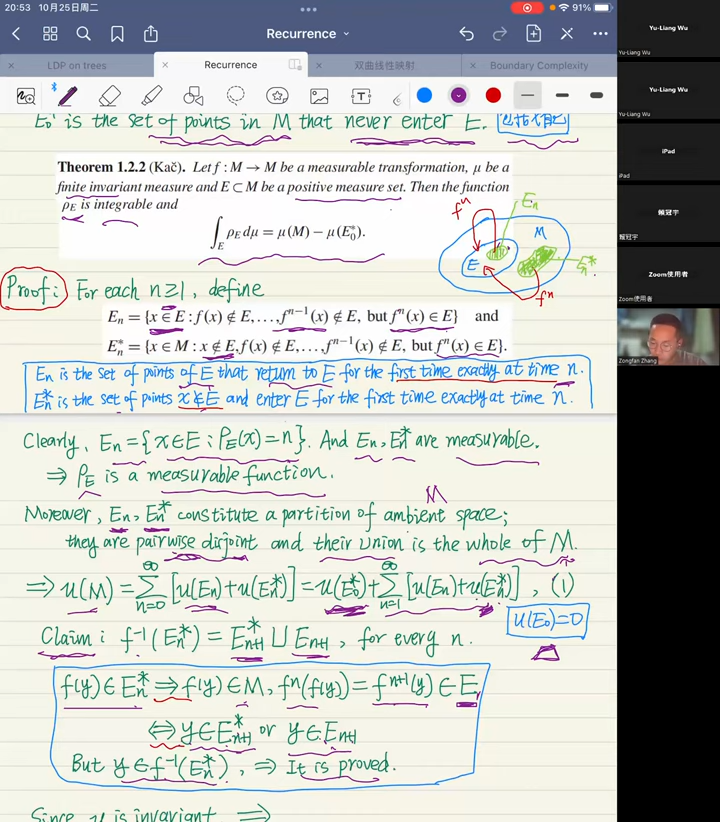 20:53 10月25日周二
91%
Recurrence
LDP on trees
Recurrence
双曲线性映射
Boundary Complexity
E₀* is the set of points in M that never enter E.
Theorem 1.2.2 (Kač). Let f : M → M be a measurable transformation, μ be a
finite invariant measure and E ⊂ M be a positive measure set. Then the function
ρ_E is integrable and
∫_E ρ_E dμ = μ(M) − μ(E₀*).
fⁿ
Eₙ
M
E
Eₙ*
fⁿ
Proof: For each n≥1, define
Eₙ = {x ∈ E : f(x) ∉ E, ..., fⁿ⁻¹(x) ∉ E, but fⁿ(x) ∈ E} and
Eₙ* = {x ∈ M : x ∉ E, f(x) ∉ E, ..., fⁿ⁻¹(x) ∉ E, but fⁿ(x) ∈ E}.
Eₙ is the set of points of E that return to E for the first time exactly at time n.
Eₙ* is the set of points x∉E and enter E for the first time exactly at time n.
Clearly, Eₙ = {x∈E : ρ_E(x) = n}. And Eₙ, Eₙ* are measurable.
⇒ ρ_E is a measurable function.
M
Moreover, Eₙ, Eₙ* constitute a partition of ambient space;
they are pairwise disjoint and their union is the whole of M.
⇒ u(M) = ∑_{n=0}^∞ [u(Eₙ)+u(Eₙ*)] = u(E₀*) + ∑_{n=1}^∞ [u(Eₙ)+u(Eₙ*)], (1)
u(E₀)=0
Claim : f⁻¹(Eₙ*) = Eₙ₊₁* ⊔ Eₙ₊₁, for every n.
f(y) ∈ Eₙ* ⇒ f(y) ∈ M, fⁿ(f(y)) = fⁿ⁺¹(y) ∈ E,
⇔ y∈Eₙ₊₁* or y∈Eₙ₊₁
But y∈f⁻¹(Eₙ*), ⇒ It is proved.
Since u is invariant ⇒
Yu-Liang Wu
Yu-Liang Wu
Yu-Liang Wu
Yu-Liang Wu
iPad
iPad
賴冠宇
賴冠宇
Zoom使用者
Zoom使用者
Zongfan Zhang